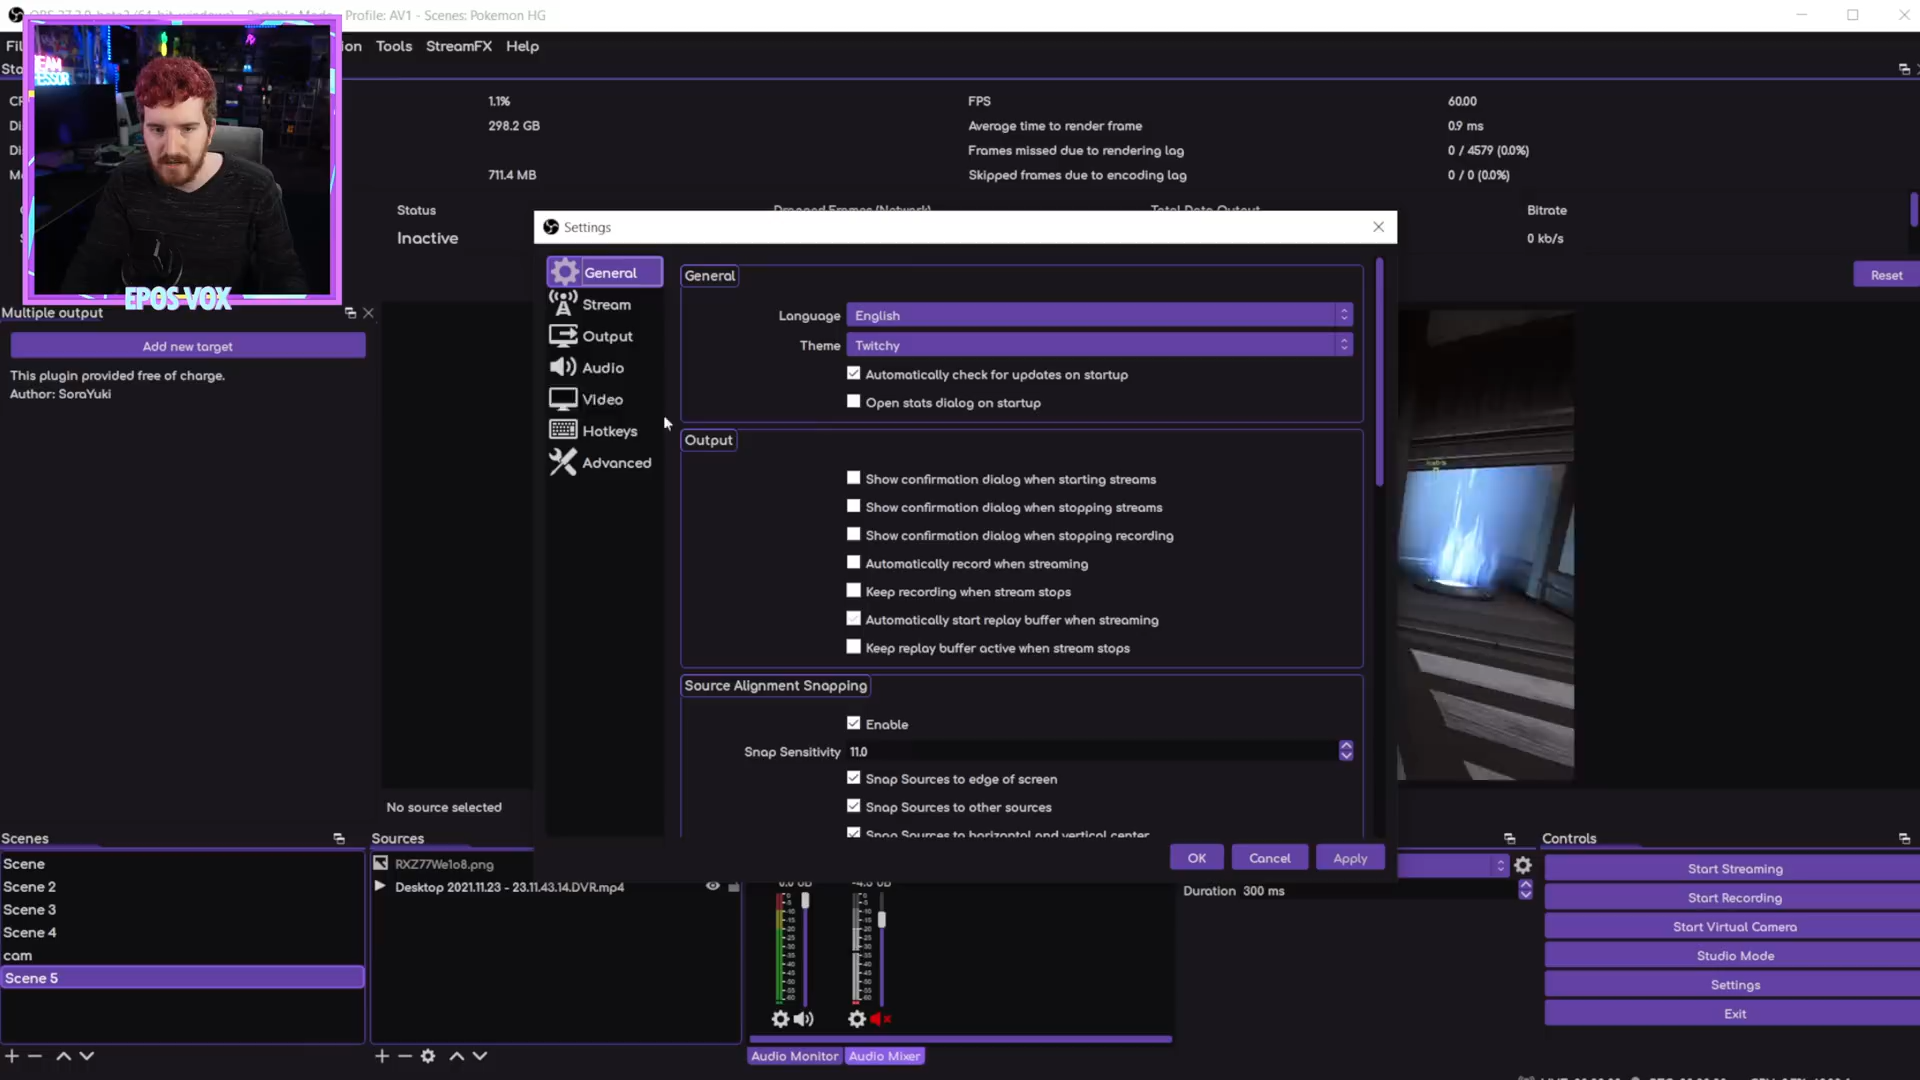 - Profile: AV1 - Scenes: Pokemon HG
Tools StreamFX Help
1.1%
298.2 GB
711.4 MB
FPS 60.00
Average time to render frame 0.9 ms
Frames missed due to rendering lag 0 / 4579 (0.0%)
Skipped frames due to encoding lag 0 / 0 (0.0%)
Status
Bitrate
Inactive
0 kb/s
Reset
EPOS VOX
Multiple output
Add new target
This plugin provided free of charge.
Author: SoraYuki
Settings
General
Stream
Output
Audio
Video
Hotkeys
Advanced
General
Language English
Theme Twitchy
Automatically check for updates on startup
Open stats dialog on startup
Output
Show confirmation dialog when starting streams
Show confirmation dialog when stopping streams
Show confirmation dialog when stopping recording
Automatically record when streaming
Keep recording when stream stops
Automatically start replay buffer when streaming
Keep replay buffer active when stream stops
Source Alignment Snapping
Enable
Snap Sensitivity 11.0
Snap Sources to edge of screen
Snap Sources to other sources
Snap Sources to horizontal and vertical center
OK Cancel Apply
No source selected
Scenes
Scene
Scene 2
Scene 3
Scene 4
cam
Scene 5
Sources
RXZ77We1o8.png
Desktop 2021.11.23 - 23.11.43.14.DVR.mp4
Audio Monitor Audio Mixer
Duration 300 ms
Controls
Start Streaming
Start Recording
Start Virtual Camera
Studio Mode
Settings
Exit